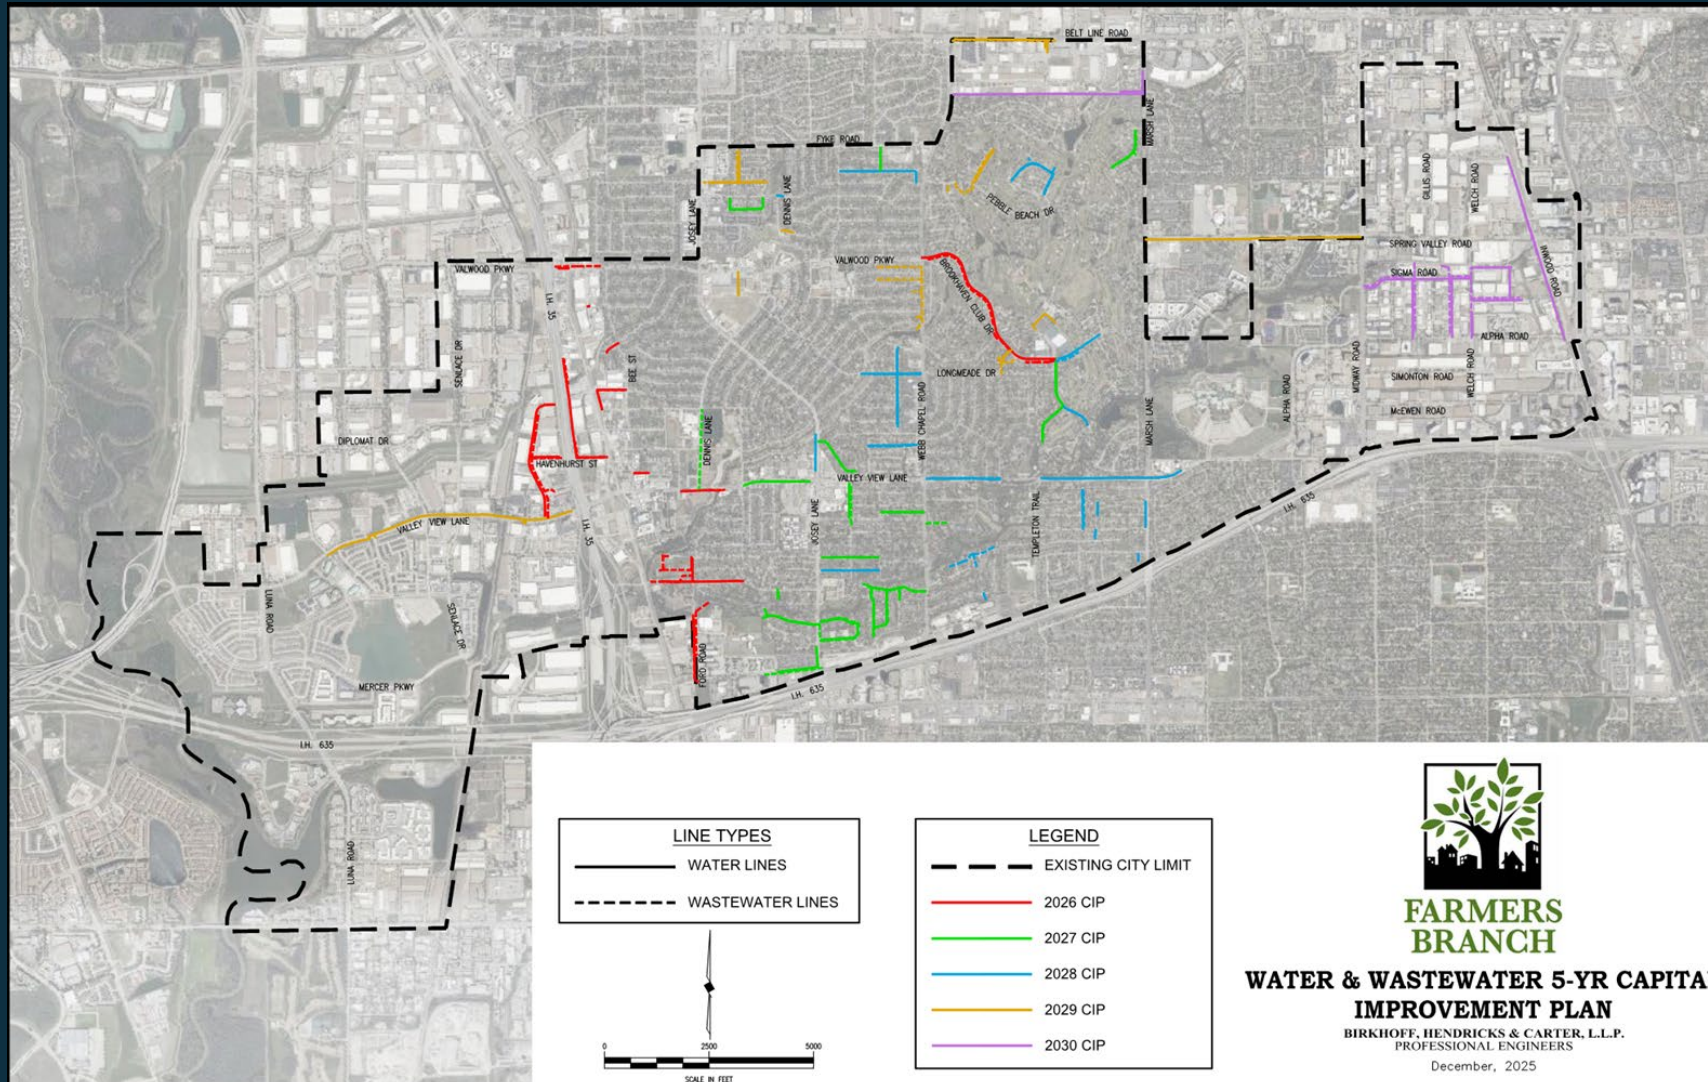 BELT LINE ROAD
MARSH LANE
FYKE ROAD
JOSEY LANE
DENNIS LANE
PEBBLE BEACH DR
GILLIS ROAD
WELCH ROAD
SPRING VALLEY ROAD
SIGMA ROAD
INWOOD ROAD
ALPHA ROAD
VALWOOD PKWY
VALWOOD PKWY
I.H. 35
BROOKHAVEN CLUB DR
SENLACE DR
BEE ST
LONGMEADE DR
MIDWAY ROAD
WELCH ROAD
SIMONTON ROAD
McEWEN ROAD
ALPHA ROAD
MARSH LANE
WEBB CHAPEL ROAD
DENNIS LANE
DIPLOMAT DR
HAVENHURST ST
VALLEY VIEW LANE
JOSEY LANE
TEMPLETON TRAIL
I.H. 635
VALLEY VIEW LANE
I.H. 35
LUNA ROAD
SENLACE DR
FORD ROAD
MERCER PKWY
I.H. 635
I.H. 635
LUNA ROAD
LINE TYPES
WATER LINES
WASTEWATER LINES
0 2500 5000
SCALE IN FEET
LEGEND
EXISTING CITY LIMIT
2026 CIP
2027 CIP
2028 CIP
2029 CIP
2030 CIP
FARMERS
BRANCH
WATER & WASTEWATER 5-YR CAPITA
IMPROVEMENT PLAN
BIRKHOFF, HENDRICKS & CARTER, L.L.P.
PROFESSIONAL ENGINEERS
December, 2025